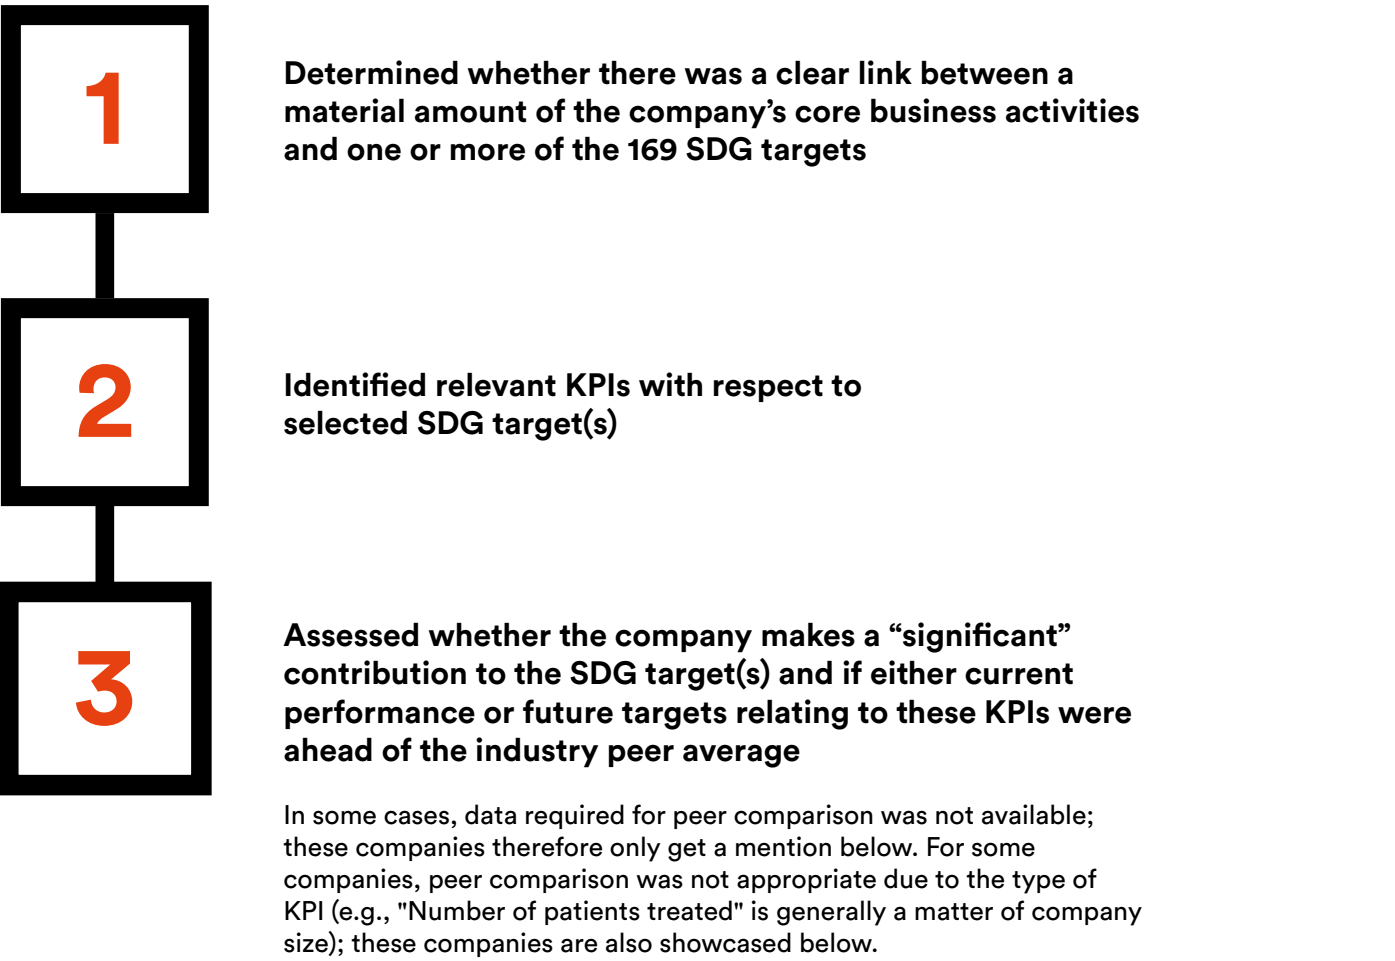 1
Determined whether there was a clear link between a
material amount of the company’s core business activities
and one or more of the 169 SDG targets
2
Identified relevant KPIs with respect to
selected SDG target(s)
3
Assessed whether the company makes a “significant”
contribution to the SDG target(s) and if either current
performance or future targets relating to these KPIs were
ahead of the industry peer average
In some cases, data required for peer comparison was not available;
these companies therefore only get a mention below. For some
companies, peer comparison was not appropriate due to the type of
KPI (e.g., "Number of patients treated" is generally a matter of company
size); these companies are also showcased below.